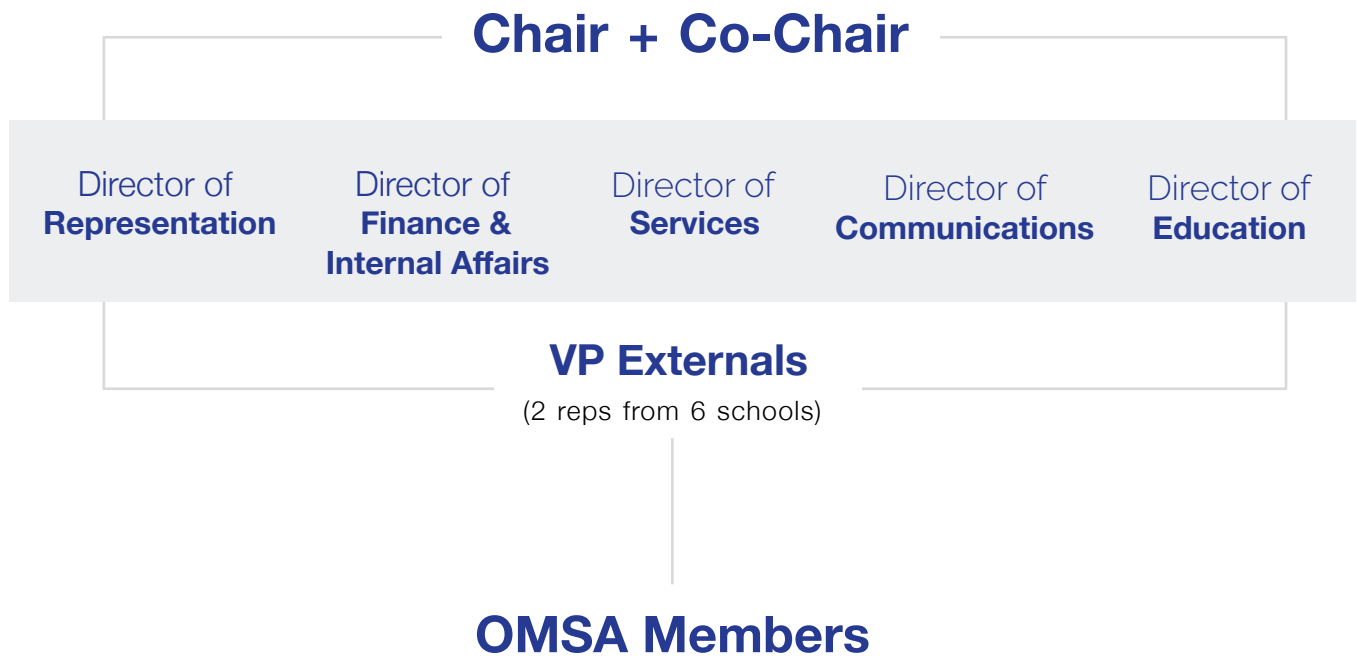 Chair + Co-Chair
Director of
Representation
Director of
Finance &
Internal Affairs
Director of
Services
Director of
Communications
Director of
Education
VP Externals
(2 reps from 6 schools)
OMSA Members